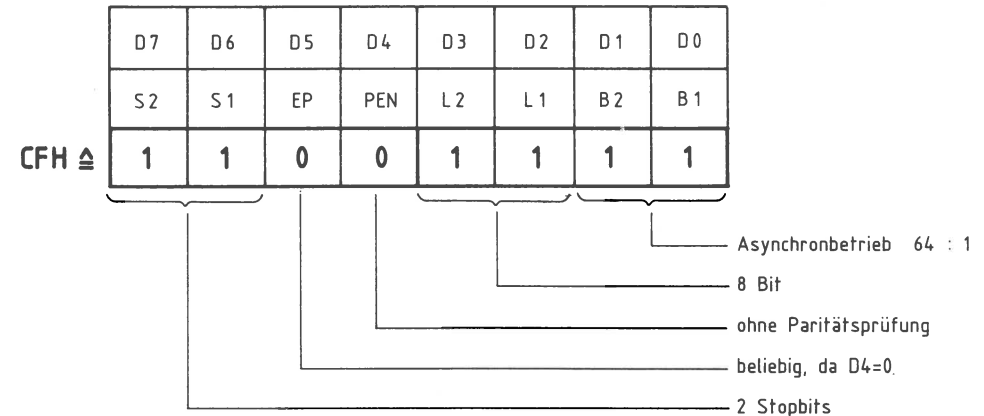 D7 D6 D5 D4 D3 D2 D1 D0
S2 S1 EP PEN L2 L1 B2 B1
CFH ≙ 1 1 0 0 1 1 1 1
Asynchronbetrieb 64 : 1
8 Bit
ohne Paritätsprüfung
beliebig, da D4=0.
2 Stopbits